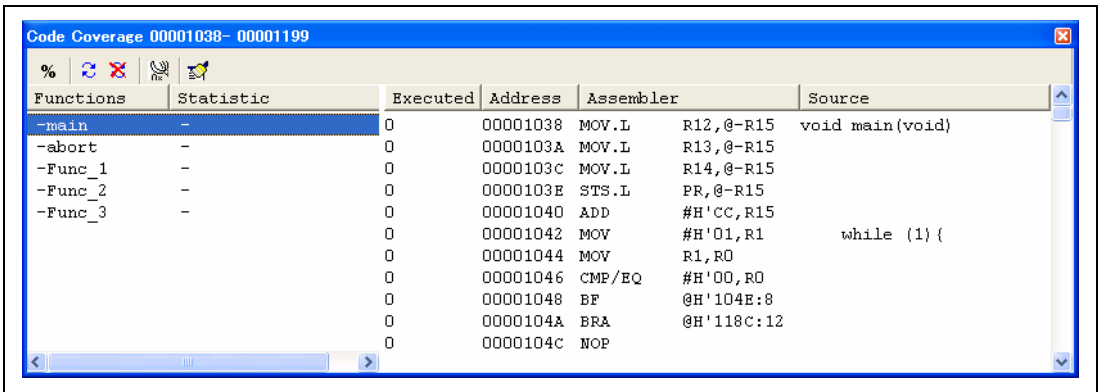 Code Coverage 00001038- 00001199
%
Functions Statistic Executed Address Assembler Source
-main - 0 00001038 MOV.L R12,@-R15 void main(void)
-abort - 0 0000103A MOV.L R13,@-R15
-Func_1 - 0 0000103C MOV.L R14,@-R15
-Func_2 - 0 0000103E STS.L PR,@-R15
-Func_3 - 0 00001040 ADD #H'CC,R15
0 00001042 MOV #H'01,R1 while (1){
0 00001044 MOV R1,R0
0 00001046 CMP/EQ #H'00,R0
0 00001048 BF @H'104E:8
0 0000104A BRA @H'118C:12
0 0000104C NOP